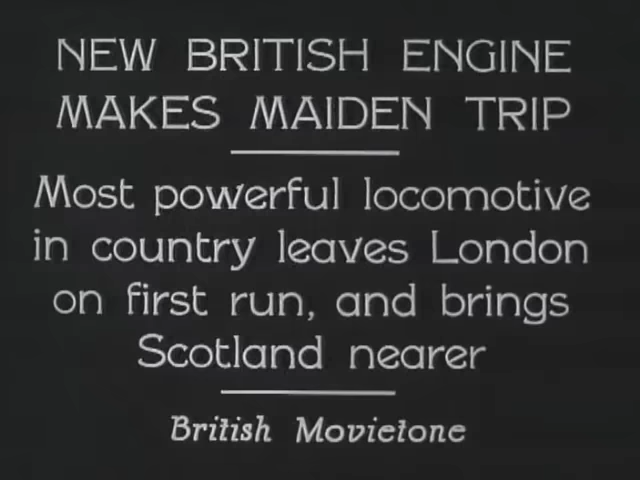 NEW BRITISH ENGINE
MAKES MAIDEN TRIP
Most powerful locomotive
in country leaves London
on first run, and brings
Scotland nearer
British Movietone